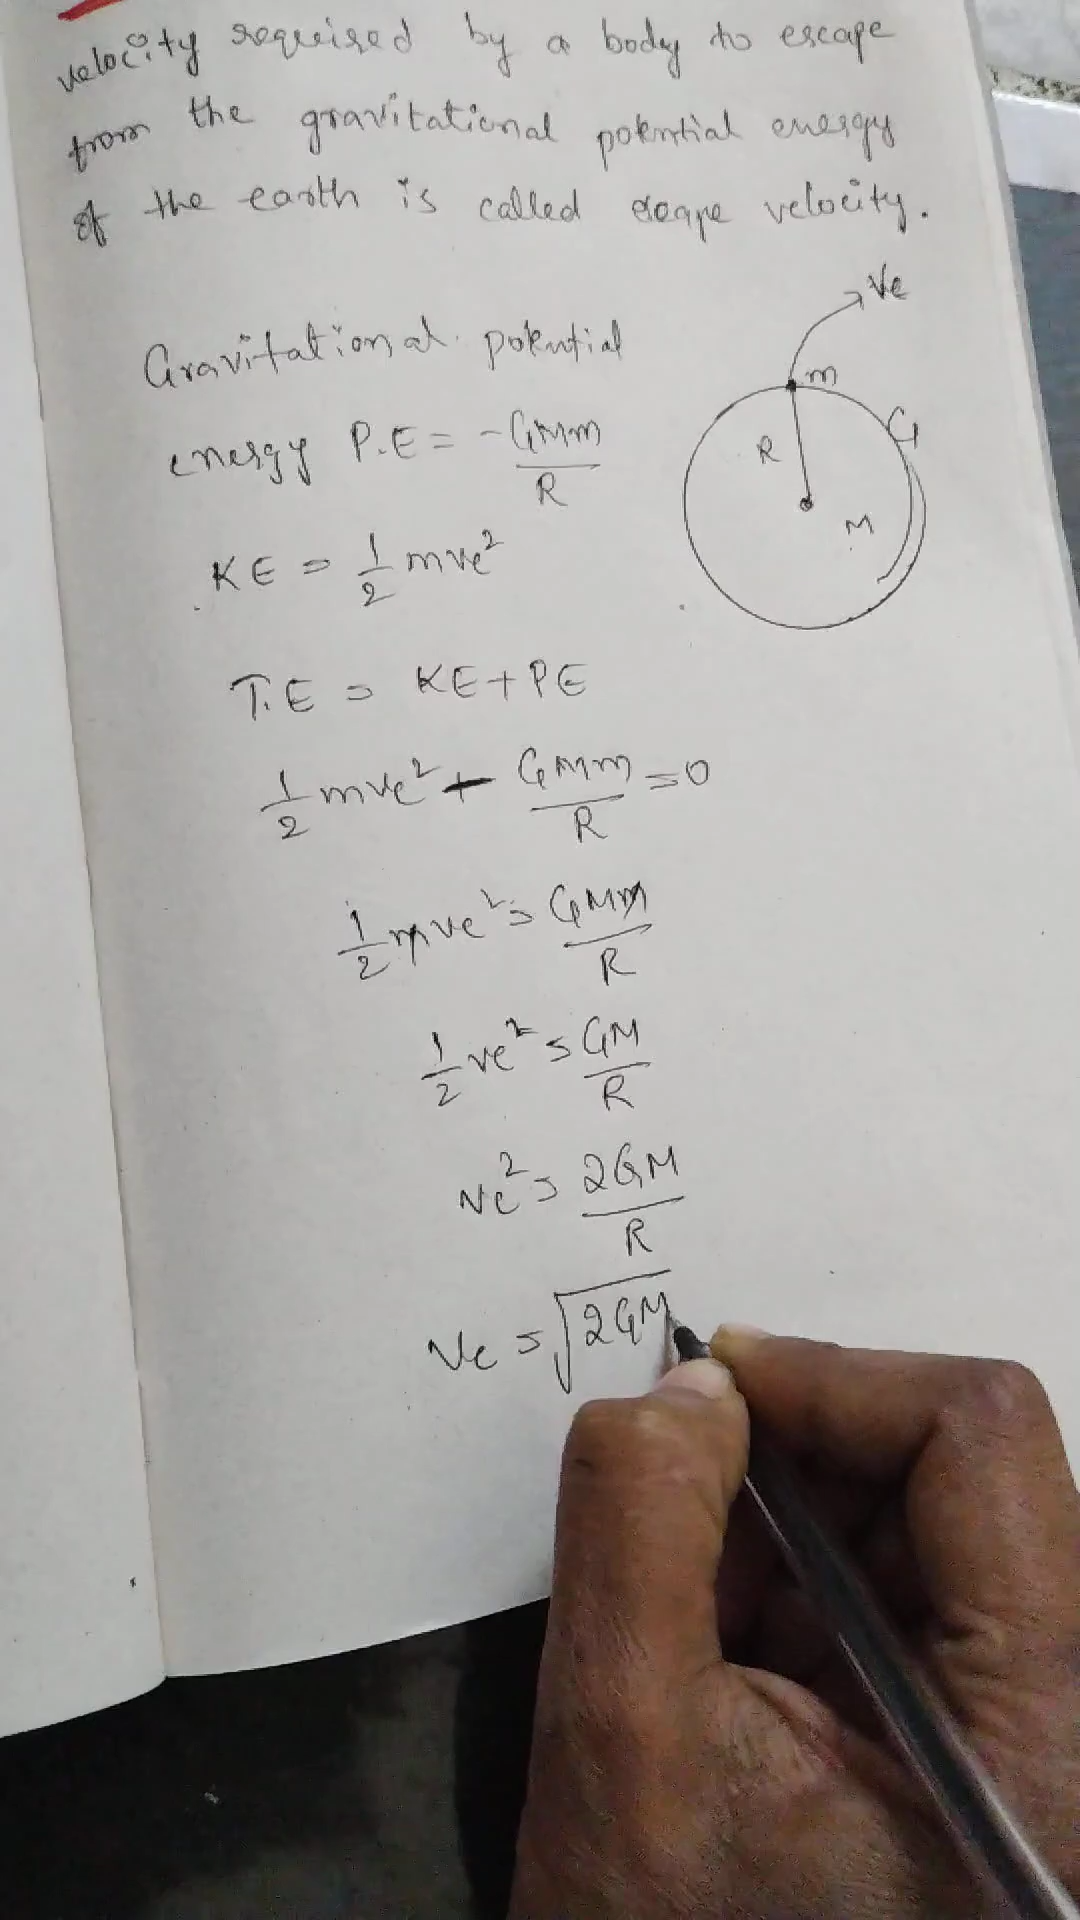 velocity required by a body to escape
from the gravitational potential energy
of the earth is called escape velocity.
Ve
m
G
R
M
Gravitational potential
energy P.E = -GMm/R
KE = 1/2 mve²
T.E = KE+PE
1/2 mve² - GMm/R = 0
1/2 mve² = GMm/R
1/2 ve² = GM/R
ve² = 2GM/R
Ve = √2GM